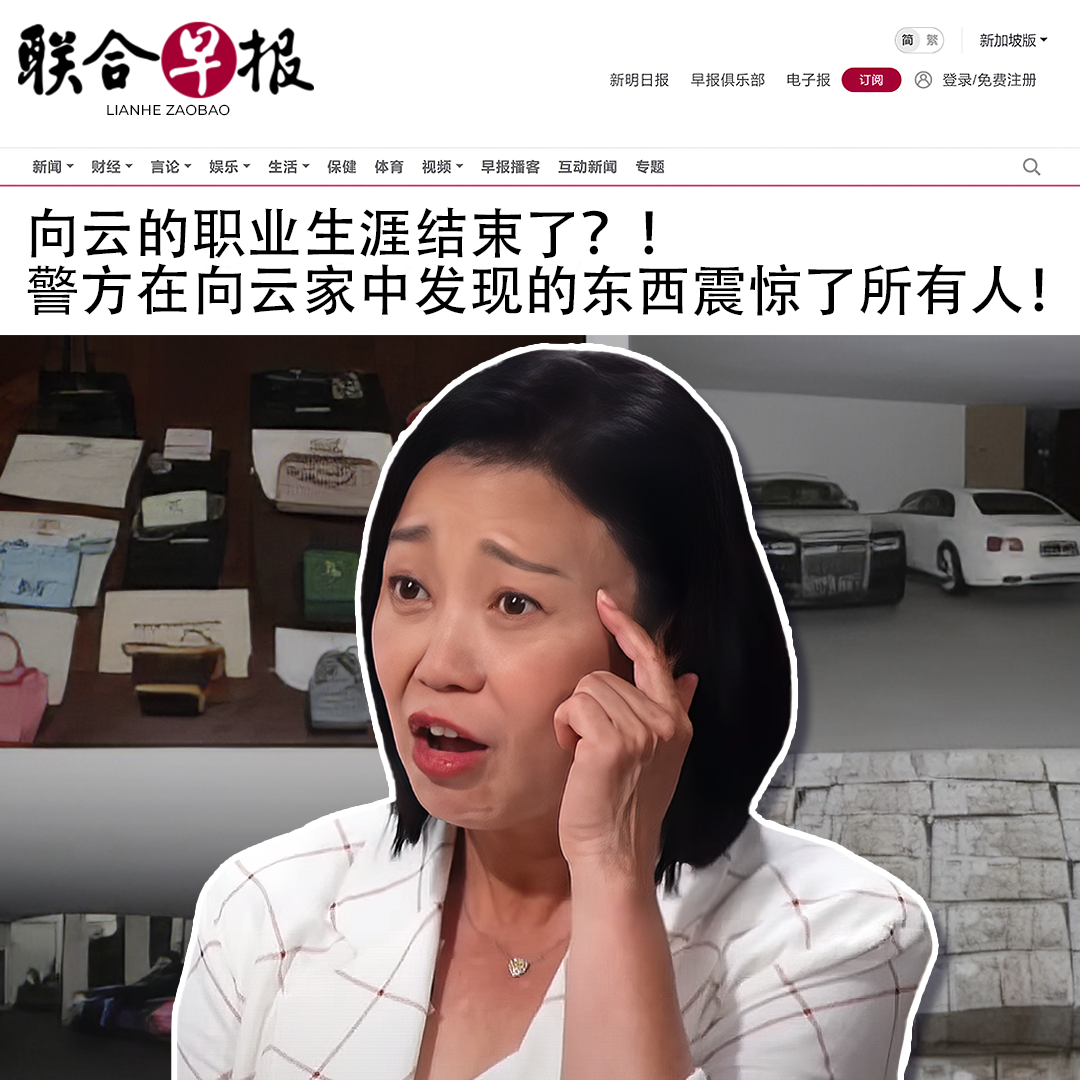 联合早报
LIANHE ZAOBAO
简 繁 新加坡版
新明日报 早报俱乐部 电子报 订阅 登录/免费注册
新闻 财经 言论 娱乐 生活 保健 体育 视频 早报播客 互动新闻 专题
向云的职业生涯结束了？！
警方在向云家中发现的东西震惊了所有人！